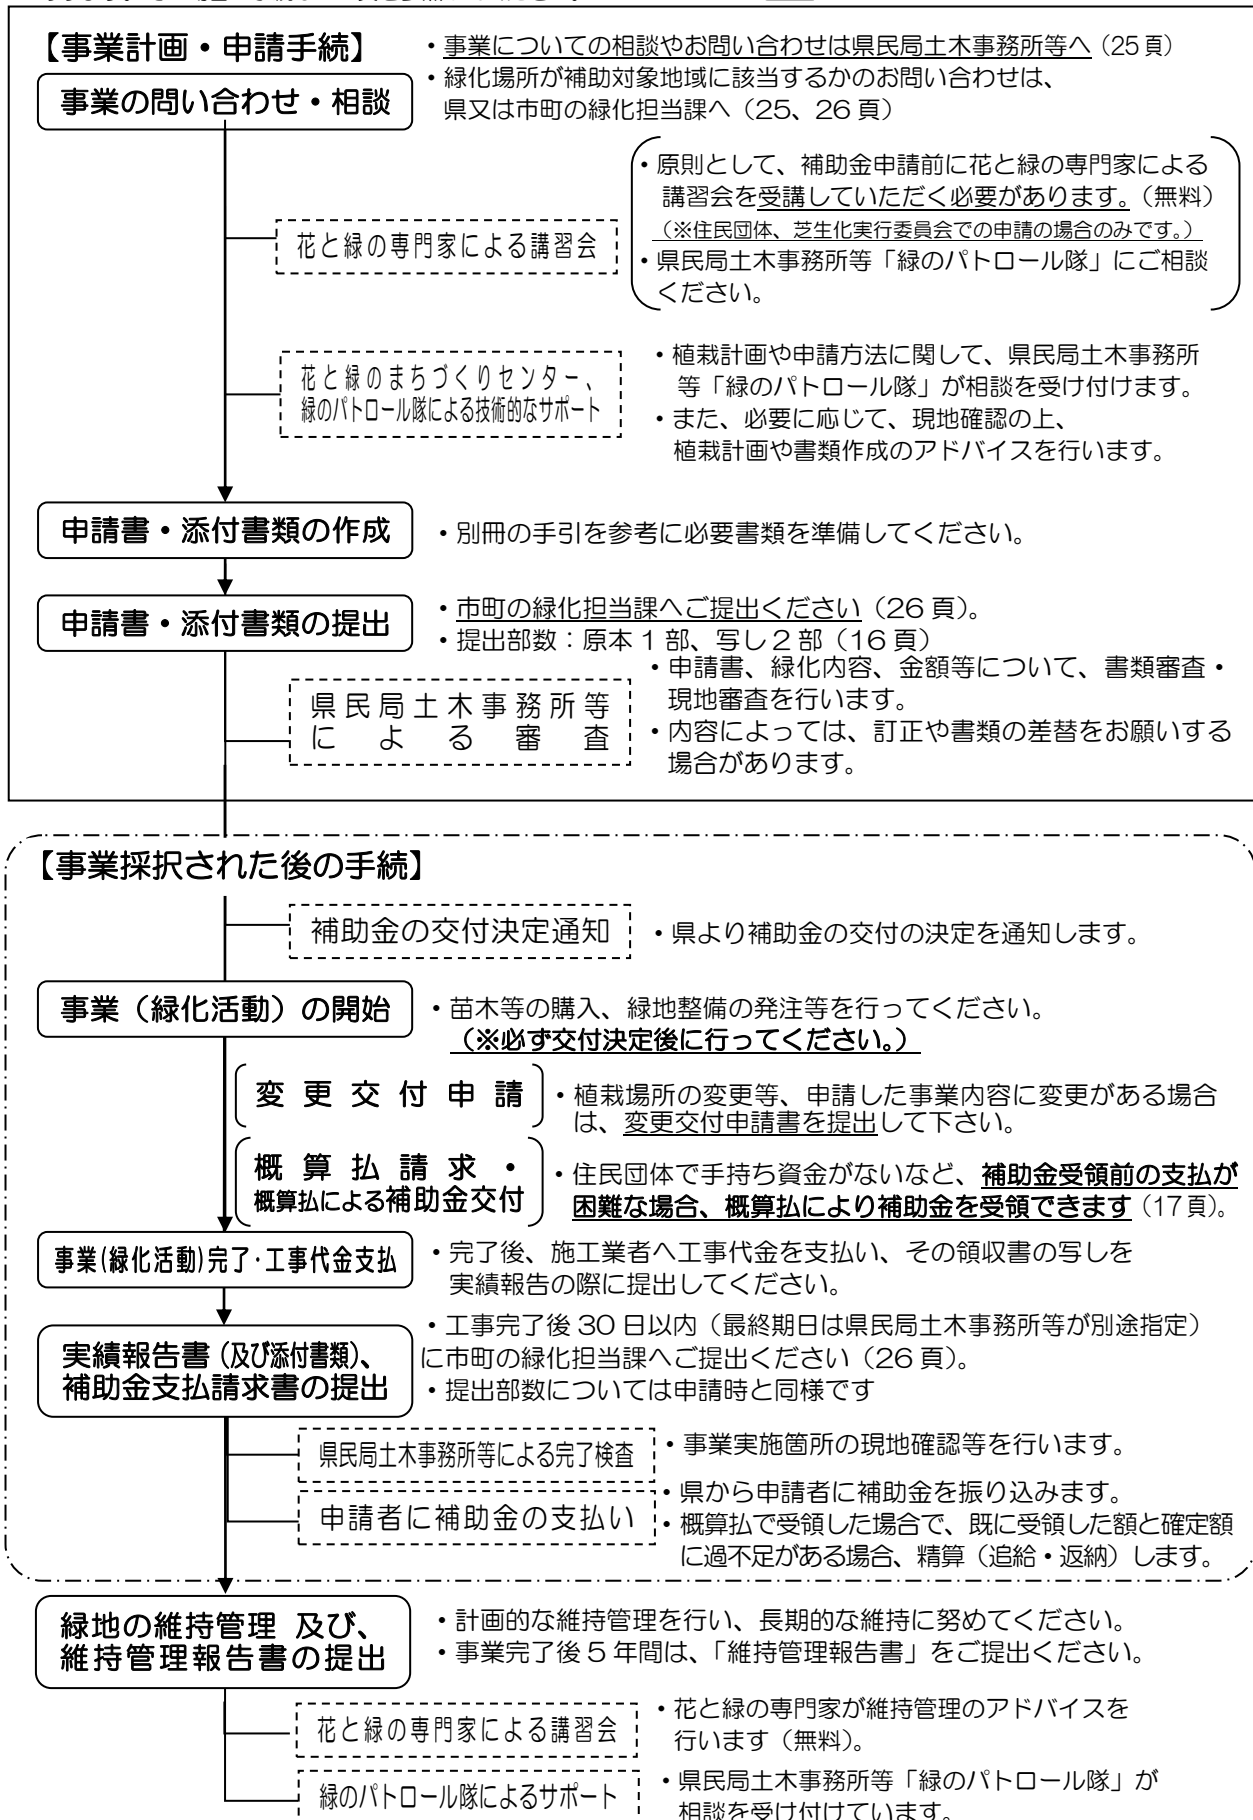 【事業計画・申請手続】
・事業についての相談やお問い合わせは県民局土木事務所等へ（25頁）
事業の問い合わせ・相談
・緑化場所が補助対象地域に該当するかのお問い合わせは、
県又は市町の緑化担当課へ（25、26頁）
・原則として、補助金申請前に花と緑の専門家による
講習会を受講していただく必要があります。（無料）
（※住民団体、芝生化実行委員会での申請の場合のみです。）
花と緑の専門家による講習会
・県民局土木事務所等「緑のパトロール隊」にご相談
ください。
花と緑のまちづくりセンター、
緑のパトロール隊による技術的なサポート
・植栽計画や申請方法に関して、県民局土木事務所
等「緑のパトロール隊」が相談を受け付けます。
・また、必要に応じて、現地確認の上、
植栽計画や書類作成のアドバイスを行います。
申請書・添付書類の作成
・別冊の手引を参考に必要書類を準備してください。
申請書・添付書類の提出
・市町の緑化担当課へご提出ください（26頁）。
・提出部数：原本1部、写し2部（16頁）
県民局土木事務所等
による審査
・申請書、緑化内容、金額等について、書類審査・
現地審査を行います。
・内容によっては、訂正や書類の差替をお願いする
場合があります。
【事業採択された後の手続】
補助金の交付決定通知
・県より補助金の交付の決定を通知します。
事業（緑化活動）の開始
・苗木等の購入、緑地整備の発注等を行ってください。
（※必ず交付決定後に行ってください。）
変更交付申請
・植栽場所の変更等、申請した事業内容に変更がある場合
は、変更交付申請書を提出して下さい。
概算払請求・
概算払による補助金交付
・住民団体で手持ち資金がないなど、補助金受領前の支払が
困難な場合、概算払により補助金を受領できます（17頁）。
事業(緑化活動)完了・工事代金支払
・完了後、施工業者へ工事代金を支払い、その領収書の写しを
実績報告の際に提出してください。
実績報告書（及び添付書類）、
補助金支払請求書の提出
・工事完了後30日以内（最終期日は県民局土木事務所等が別途指定）
に市町の緑化担当課へご提出ください（26頁）。
・提出部数については申請時と同様です
県民局土木事務所等による完了検査
・事業実施箇所の現地確認等を行います。
申請者に補助金の支払い
・県から申請者に補助金を振り込みます。
・概算払で受領した場合で、既に受領した額と確定額
に過不足がある場合、精算（追給・返納）します。
緑地の維持管理 及び、
維持管理報告書の提出
・計画的な維持管理を行い、長期的な維持に努めてください。
・事業完了後5年間は、「維持管理報告書」をご提出ください。
花と緑の専門家による講習会
・花と緑の専門家が維持管理のアドバイスを
行います（無料）。
緑のパトロール隊によるサポート
・県民局土木事務所等「緑のパトロール隊」が
相談を受け付けています。